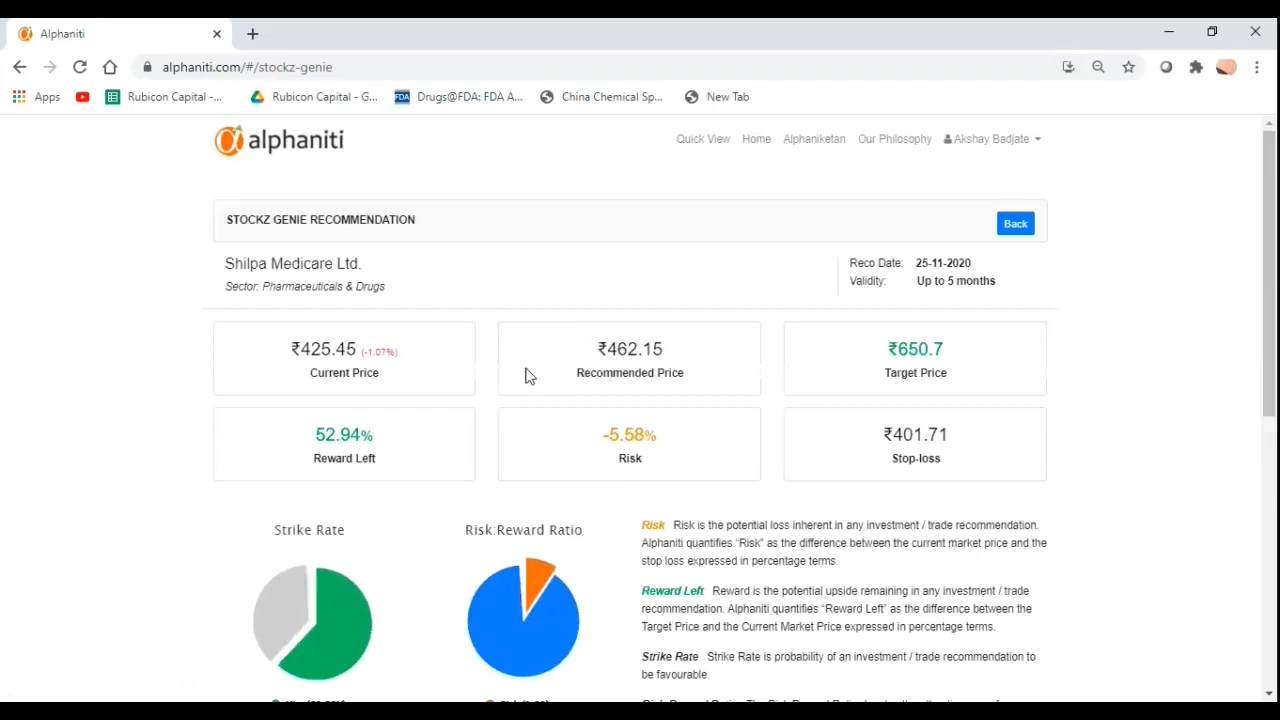 Alphaniti
alphaniti.com/#/stockz-genie
Apps
Rubicon Capital -...
Rubicon Capital - G...
FDA
Drugs@FDA: FDA A...
China Chemical Sp...
New Tab
alphaniti
Quick View
Home
Alphaniketan
Our Philosophy
Akshay Badjate
STOCKZ GENIE RECOMMENDATION
Back
Shilpa Medicare Ltd.
Sector: Pharmaceuticals & Drugs
Reco Date: 25-11-2020
Validity: Up to 5 months
₹425.45 (-1.07%)
Current Price
₹462.15
Recommended Price
₹650.7
Target Price
52.94%
Reward Left
-5.58%
Risk
₹401.71
Stop-loss
Strike Rate
Risk:Reward Ratio
Risk Risk is the potential loss inherent in any investment / trade recommendation.
Alphaniti quantifies “Risk” as the difference between the current market price and the
stop loss expressed in percentage terms.
Reward Left Reward is the potential upside remaining in any investment / trade
recommendation. Alphaniti quantifies “Reward Left” as the difference between the
Target Price and the Current Market Price expressed in percentage terms.
Strike Rate Strike Rate is probability of an investment / trade recommendation to
be favourable.